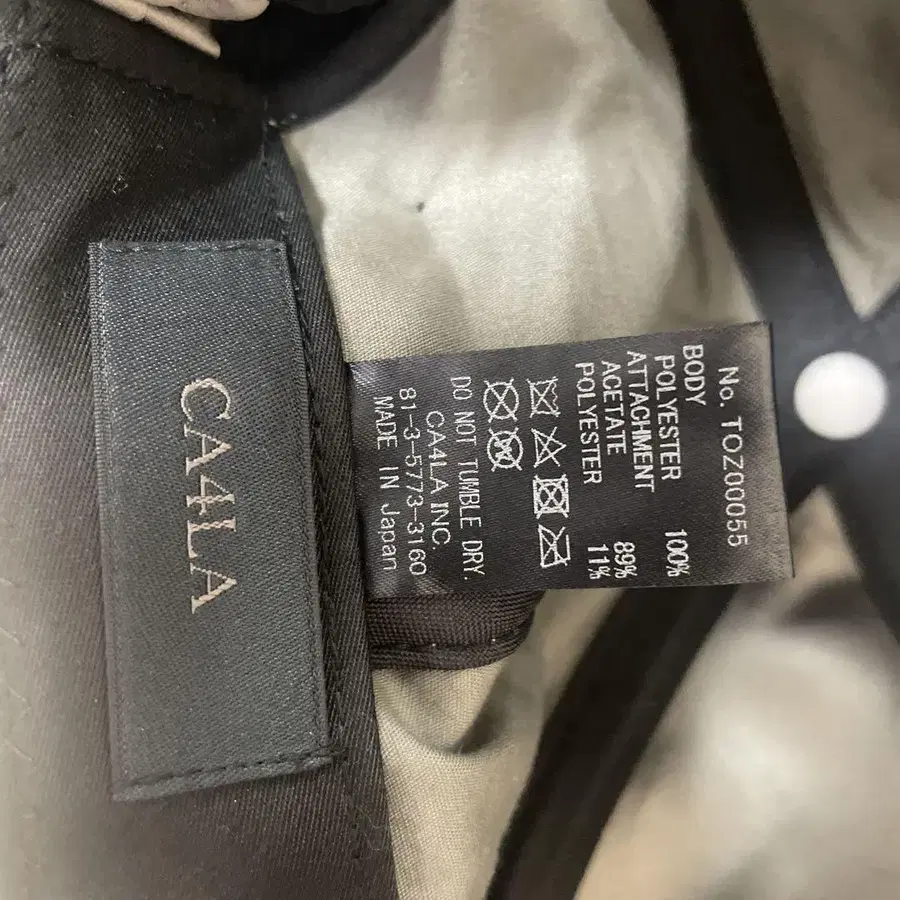 CA4LA
No. TOZ00055
BODY
POLYESTER 100%
ATTACHMENT
ACETATE 89%
POLYESTER 11%
DO NOT TUMBLE DRY.
CA4LA INC.
81-3-5773-3160
MADE IN Japan